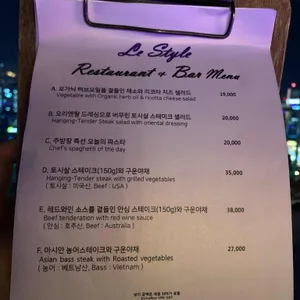 Le Style
Restaurant & Bar Menu
A. 오가닉 허브오일을 곁들인 채소와 리코타 치즈 샐러드 19,000
Vegetable with Organic herb oil & ricotta cheese salad
B. 오리엔탈 드레싱으로 버무린 토시살 스테이크 샐러드 20,000
Hanging-Tender Steak salad with oriental dressing
C. 주방장 특선 오늘의 파스타 20,000
Chef's spaghetti of the day
D. 토시살 스테이크(150g)와 구운야채 35,000
Hanging-Tender steak with grilled vegetables
( 토시살 : 미국산, Beef : USA )
E. 레드와인 소스를 곁들인 안심 스테이크(150g)와 구운야채 38,000
Beef tenderation with red wine sauce
( 안심 : 호주산, Beef : Australia )
F. 아시안 농어스테이크와 구운야채 27,000
Asian bass steak with Roasted vegetables
( 농어 : 베트남산, Bass : Vietnam )